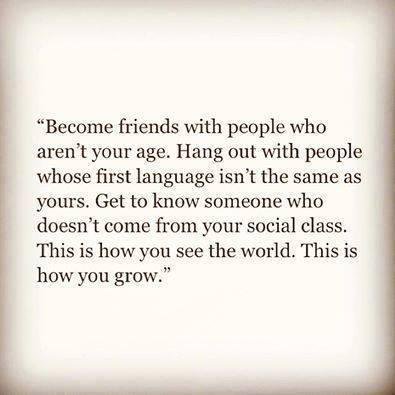 “Become friends with people who
aren’t your age. Hang out with people
whose first language isn’t the same as
yours. Get to know someone who
doesn’t come from your social class.
This is how you see the world. This is
how you grow.”